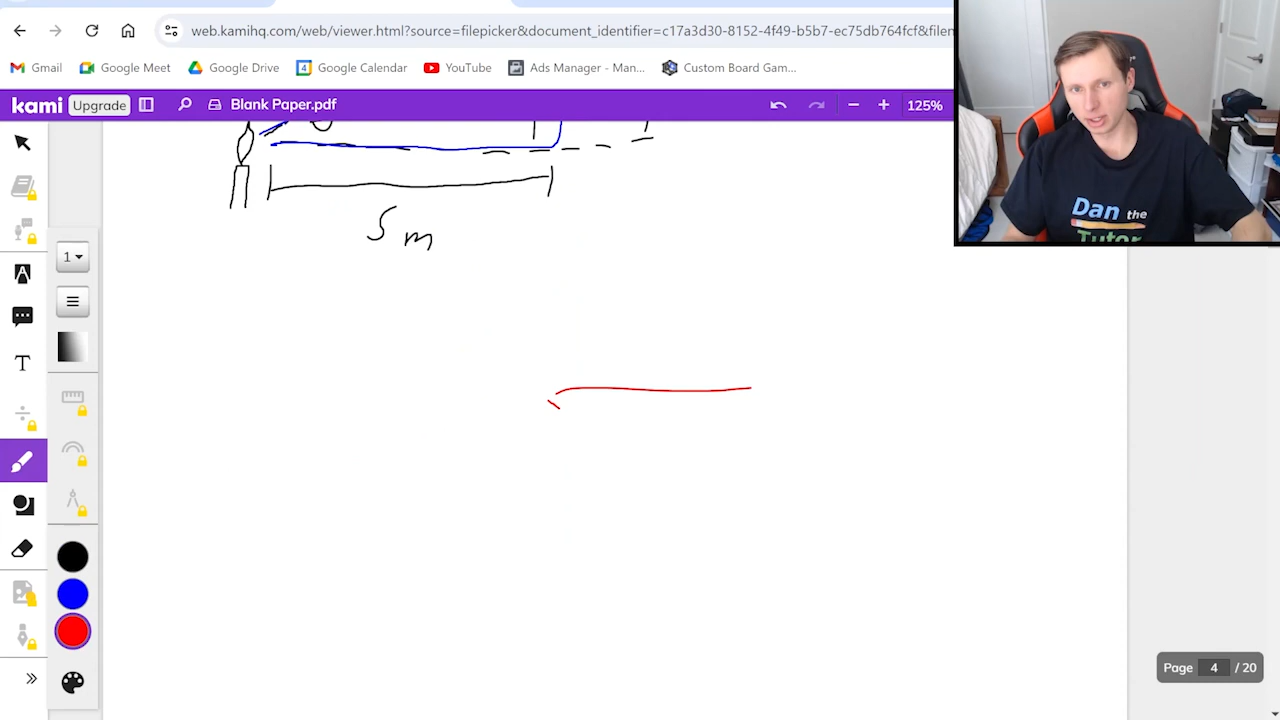 web.kamihq.com/web/viewer.html?source=filepicker&document_identifier=c17a3d30-8152-4f49-b5b7-ec75db764fcf&filen
Gmail Google Meet Google Drive Google Calendar YouTube Ads Manager - Man... Custom Board Gam...
kami Upgrade Blank Paper.pdf 125%
Dan the
Tutor
5 m
1
T
Page 4 / 20